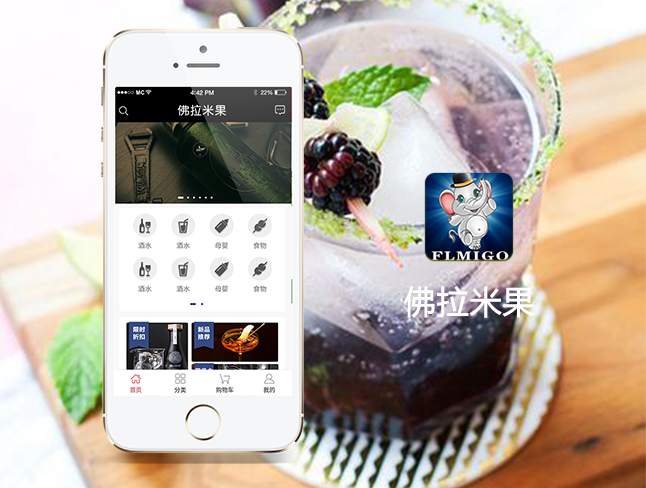 MC
4:42 PM
22%
佛拉米果
酒水
酒水
母婴
食物
酒水
酒水
母婴
食物
限时
折扣
新品
推荐
首页
分类
购物车
我的
FLMIGO
佛拉米果